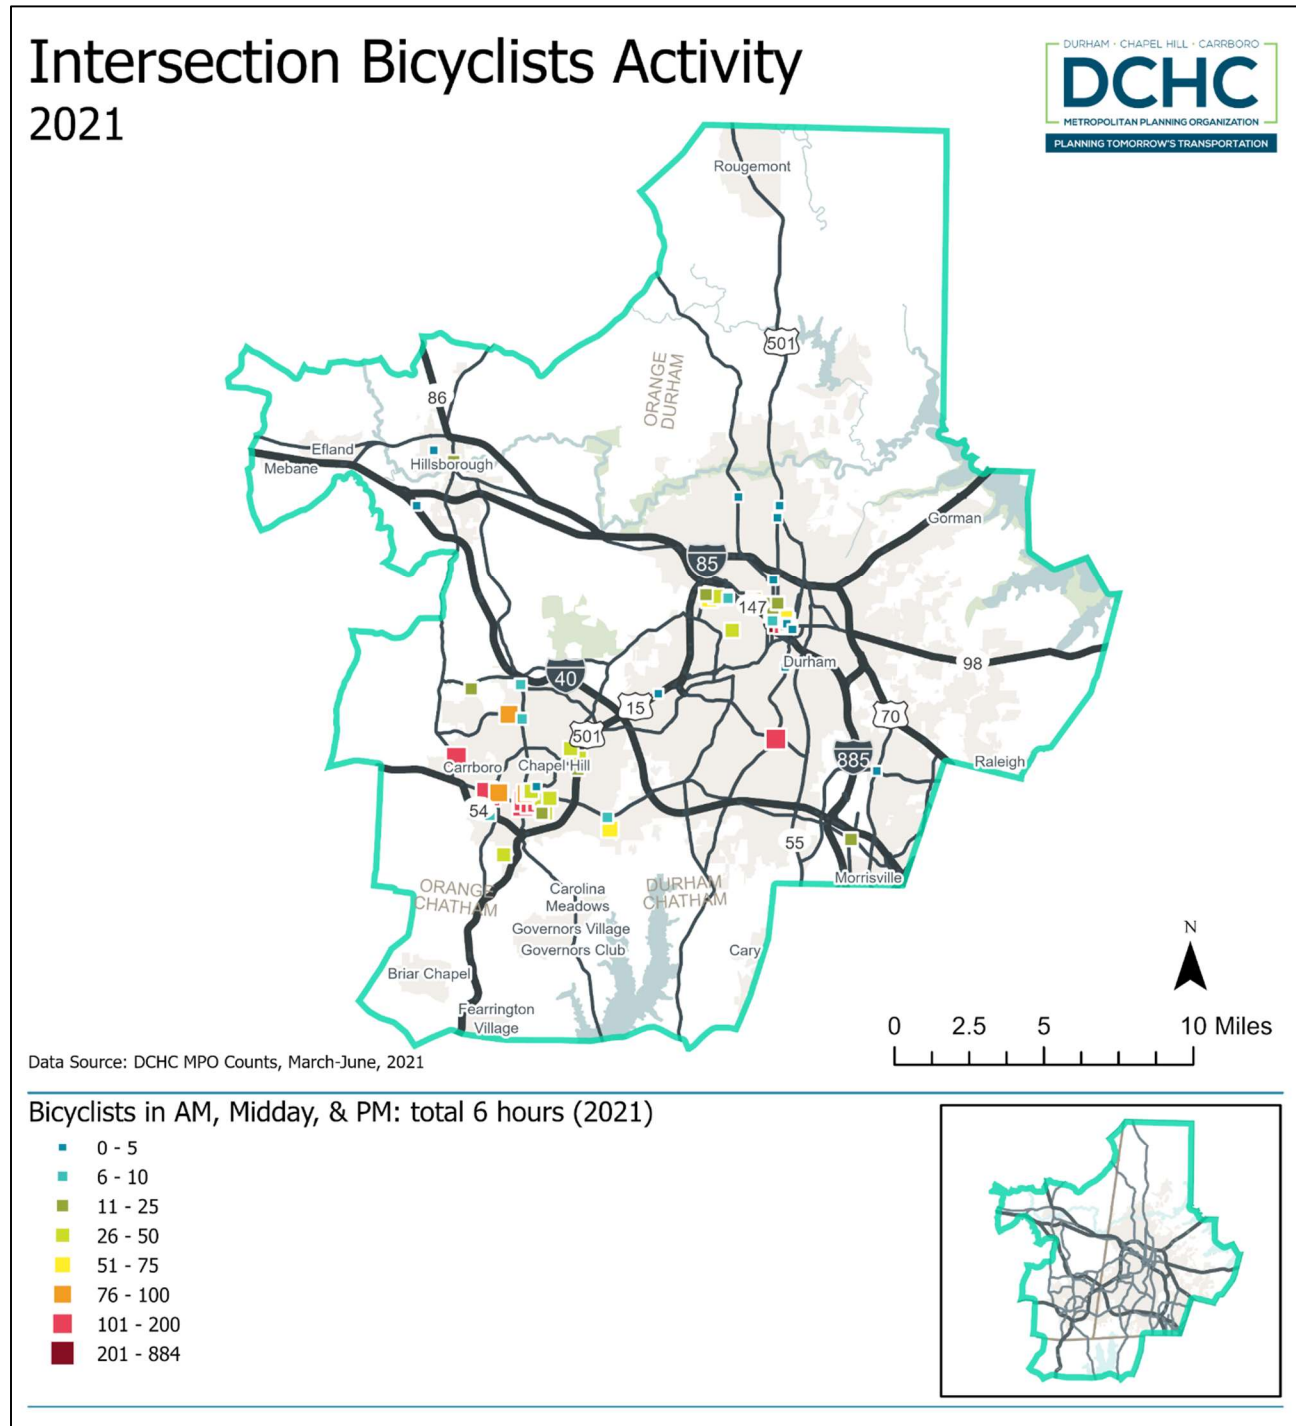 Intersection Bicyclists Activity
2021
DURHAM · CHAPEL HILL · CARRBORO
DCHC
METROPOLITAN PLANNING ORGANIZATION
PLANNING TOMORROW'S TRANSPORTATION
Rougemont
501
ORANGE
DURHAM
86
Efland
Mebane
Hillsborough
Gorman
85
147
Durham
98
40
15
501
70
885
Raleigh
Carrboro
Chapel Hill
54
55
Morrisville
ORANGE
CHATHAM
DURHAM
CHATHAM
Carolina
Meadows
Governors Village
Governors Club
Cary
Briar Chapel
Fearrington
Village
N
0 2.5 5 10 Miles
Data Source: DCHC MPO Counts, March-June, 2021
Bicyclists in AM, Midday, & PM: total 6 hours (2021)
0 - 5
6 - 10
11 - 25
26 - 50
51 - 75
76 - 100
101 - 200
201 - 884